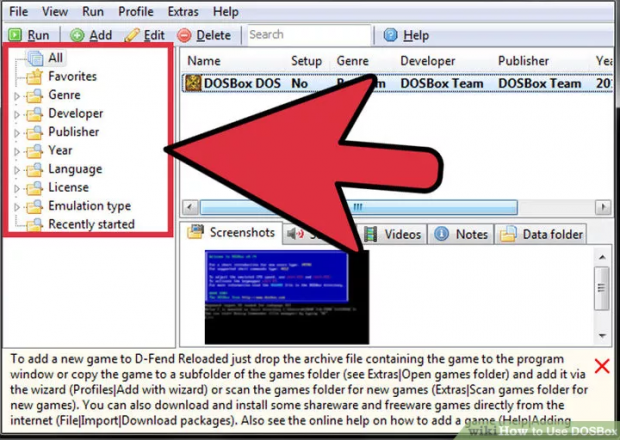 File View Run Profile Extras Help
Run Add Edit Delete Search Help
All
Favorites
Genre
Developer
Publisher
Year
Language
License
Emulation type
Recently started
Name Setup Genre Developer Publisher
DOSBox DOS No DOSBox Team DOSBox Team
Screenshots Videos Notes Data folder
To add a new game to D-Fend Reloaded just drop the archive file containing the game to the program
window or copy the game to a subfolder of the games folder (see Extras|Open games folder) and add it via
the wizard (Profiles|Add with wizard) or scan the games folder for new games (Extras|Scan games folder for
new games). You can also download and install some shareware and freeware games directly from the
internet (File|Import|Download packages). Also see the online help on how to add a game (Help|Adding
wiki How to Use DOSBox